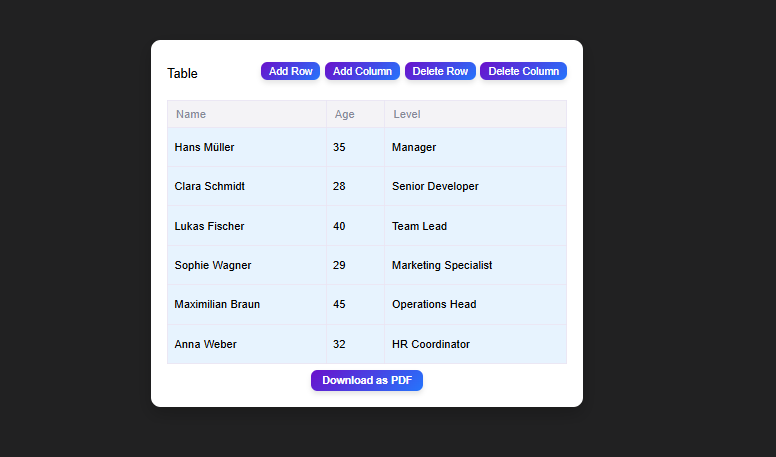 Table Add Row Add Column Delete Row Delete Column
Name Age Level
Hans Müller 35 Manager
Clara Schmidt 28 Senior Developer
Lukas Fischer 40 Team Lead
Sophie Wagner 29 Marketing Specialist
Maximilian Braun 45 Operations Head
Anna Weber 32 HR Coordinator
Download as PDF